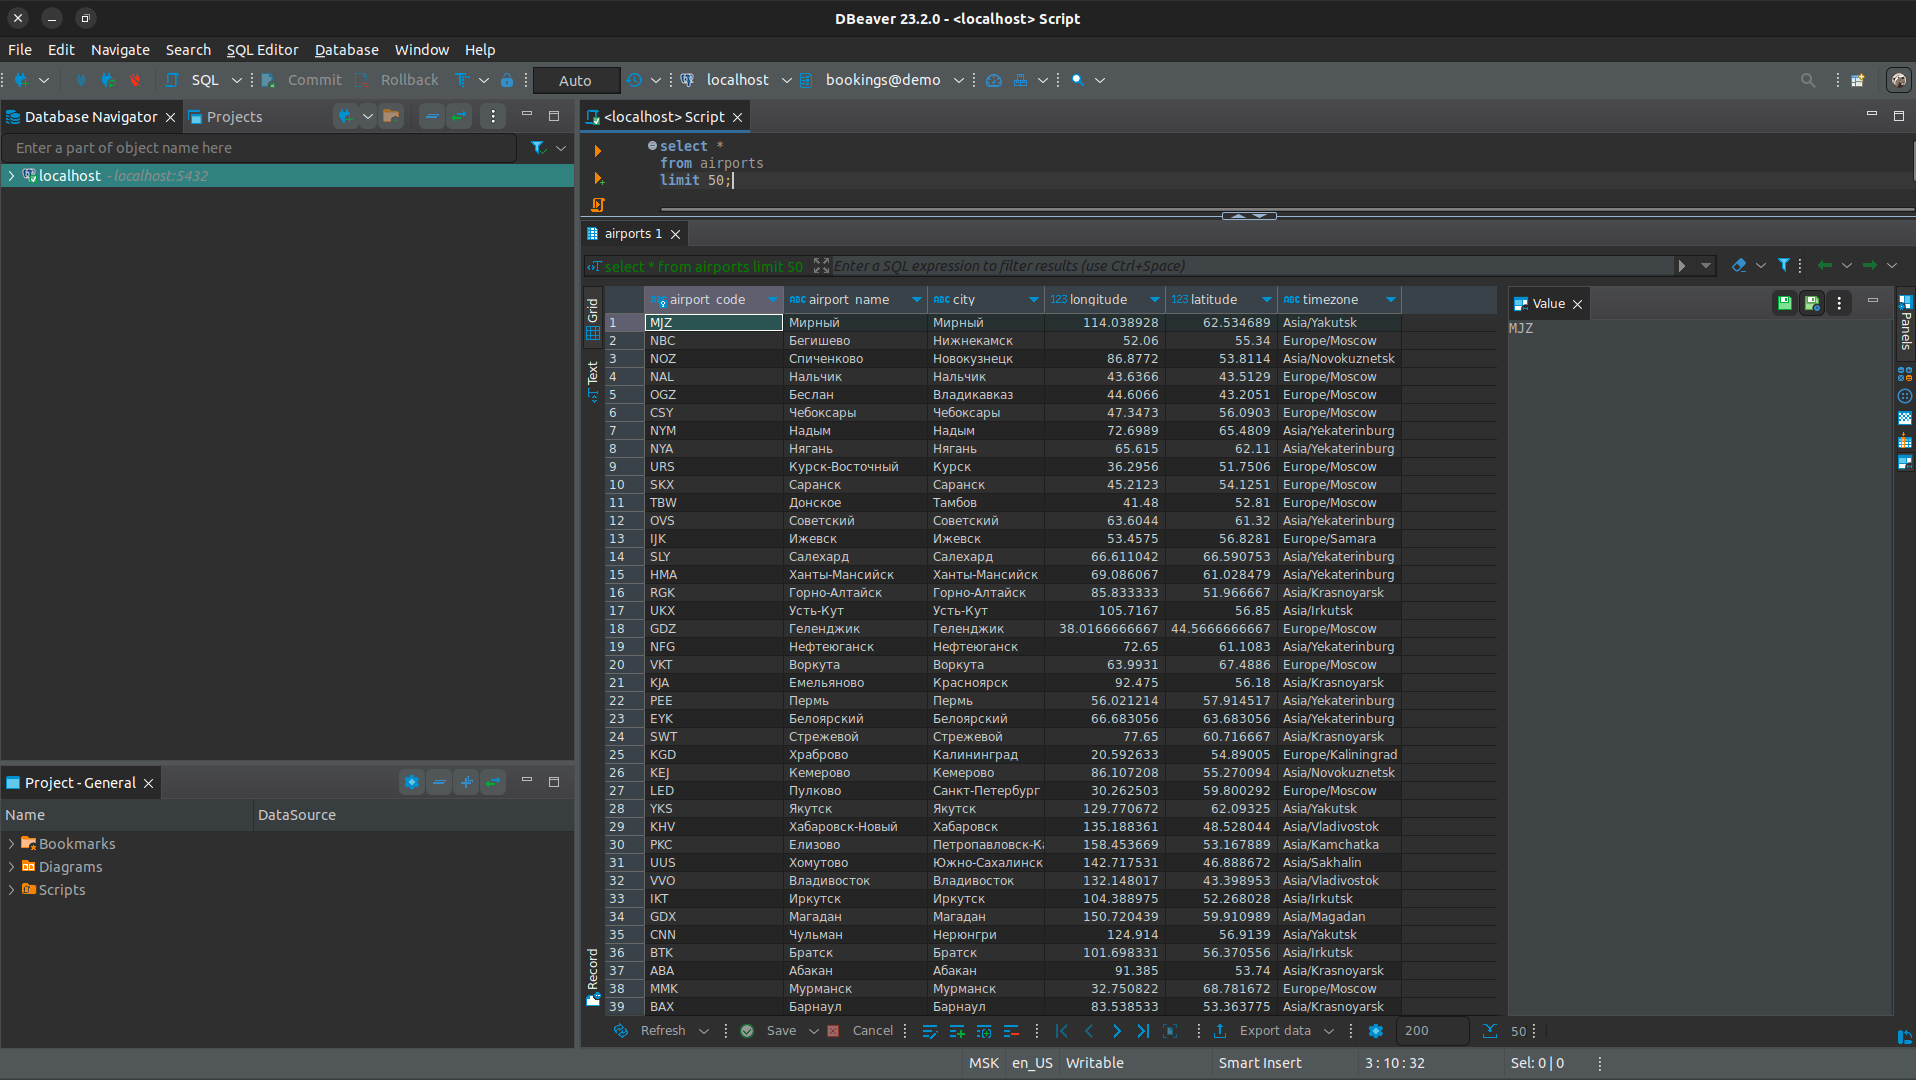 DBeaver 23.2.0 - <localhost> Script
File Edit Navigate Search SQL Editor Database Window Help
SQL Commit Rollback Auto localhost bookings@demo
Database Navigator Projects
Enter a part of object name here
localhost - localhost:5432
Project - General
Name DataSource
Bookmarks
Diagrams
Scripts
<localhost> Script
select *
from airports
limit 50;
airports 1
select * from airports limit 50 Enter a SQL expression to filter results (use Ctrl+Space)
Grid
Text
Record
airport_code airport_name city longitude latitude timezone
1 MJZ Мирный Мирный 114.038928 62.534689 Asia/Yakutsk
2 NBC Бегишево Нижнекамск 52.06 55.34 Europe/Moscow
3 NOZ Спиченково Новокузнецк 86.8772 53.8114 Asia/Novokuznetsk
4 NAL Нальчик Нальчик 43.6366 43.5129 Europe/Moscow
5 OGZ Беслан Владикавказ 44.6066 43.2051 Europe/Moscow
6 CSY Чебоксары Чебоксары 47.3473 56.0903 Europe/Moscow
7 NYM Надым Надым 72.6989 65.4809 Asia/Yekaterinburg
8 NYA Нягань Нягань 65.615 62.11 Asia/Yekaterinburg
9 URS Курск-Восточный Курск 36.2956 51.7506 Europe/Moscow
10 SKX Саранск Саранск 45.2123 54.1251 Europe/Moscow
11 TBW Донское Тамбов 41.48 52.81 Europe/Moscow
12 OVS Советский Советский 63.6044 61.32 Asia/Yekaterinburg
13 IJK Ижевск Ижевск 53.4575 56.8281 Europe/Samara
14 SLY Салехард Салехард 66.611042 66.590753 Asia/Yekaterinburg
15 HMA Ханты-Мансийск Ханты-Мансийск 69.086067 61.028479 Asia/Yekaterinburg
16 RGK Горно-Алтайск Горно-Алтайск 85.833333 51.966667 Asia/Krasnoyarsk
17 UKX Усть-Кут Усть-Кут 105.7167 56.85 Asia/Irkutsk
18 GDZ Геленджик Геленджик 38.0166666667 44.5666666667 Europe/Moscow
19 NFG Нефтеюганск Нефтеюганск 72.65 61.1083 Asia/Yekaterinburg
20 VKT Воркута Воркута 63.9931 67.4886 Europe/Moscow
21 KJA Емельяново Красноярск 92.475 56.18 Asia/Krasnoyarsk
22 PEE Пермь Пермь 56.021214 57.914517 Asia/Yekaterinburg
23 EYK Белоярский Белоярский 66.683056 63.683056 Asia/Yekaterinburg
24 SWT Стрежевой Стрежевой 77.65 60.716667 Asia/Krasnoyarsk
25 KGD Храброво Калининград 20.592633 54.89005 Europe/Kaliningrad
26 KEJ Кемерово Кемерово 86.107208 55.270094 Asia/Novokuznetsk
27 LED Пулково Санкт-Петербург 30.262503 59.800292 Europe/Moscow
28 YKS Якутск Якутск 129.770672 62.09325 Asia/Yakutsk
29 KHV Хабаровск-Новый Хабаровск 135.188361 48.528044 Asia/Vladivostok
30 PKC Елизово Петропавловск-Ка 158.453669 53.167889 Asia/Kamchatka
31 UUS Хомутово Южно-Сахалинск 142.717531 46.888672 Asia/Sakhalin
32 VVO Владивосток Владивосток 132.148017 43.398953 Asia/Vladivostok
33 IKT Иркутск Иркутск 104.388975 52.268028 Asia/Irkutsk
34 GDX Магадан Магадан 150.720439 59.910989 Asia/Magadan
35 CNN Чульман Нерюнгри 124.914 56.9139 Asia/Yakutsk
36 BTK Братск Братск 101.698331 56.370556 Asia/Irkutsk
37 ABA Абакан Абакан 91.385 53.74 Asia/Krasnoyarsk
38 MMK Мурманск Мурманск 32.750822 68.781672 Europe/Moscow
39 BAX Барнаул Барнаул 83.538533 53.363775 Asia/Krasnoyarsk
Value
MJZ
Panels
Refresh Save Cancel Export data 200 50
MSK en_US Writable Smart Insert 3 : 10 : 32 Sel: 0 | 0